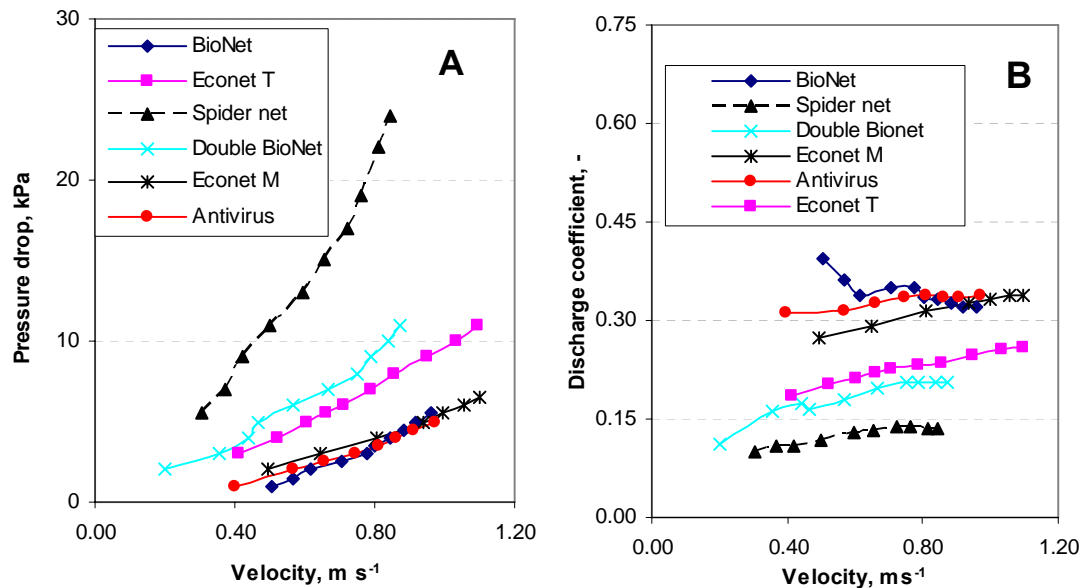 30
20
10
0
Pressure drop, kPa
BioNet
Econet T
Spider net
Double BioNet
Econet M
Antivirus
A
0.00
0.40
0.80
1.20
Velocity, m s-1
0.75
0.60
0.45
0.30
0.15
0.00
Discharge coefficient, -
BioNet
Spider net
Double Bionet
Econet M
Antivirus
Econet T
B
0.00
0.40
0.80
1.20
Velocity, ms-1